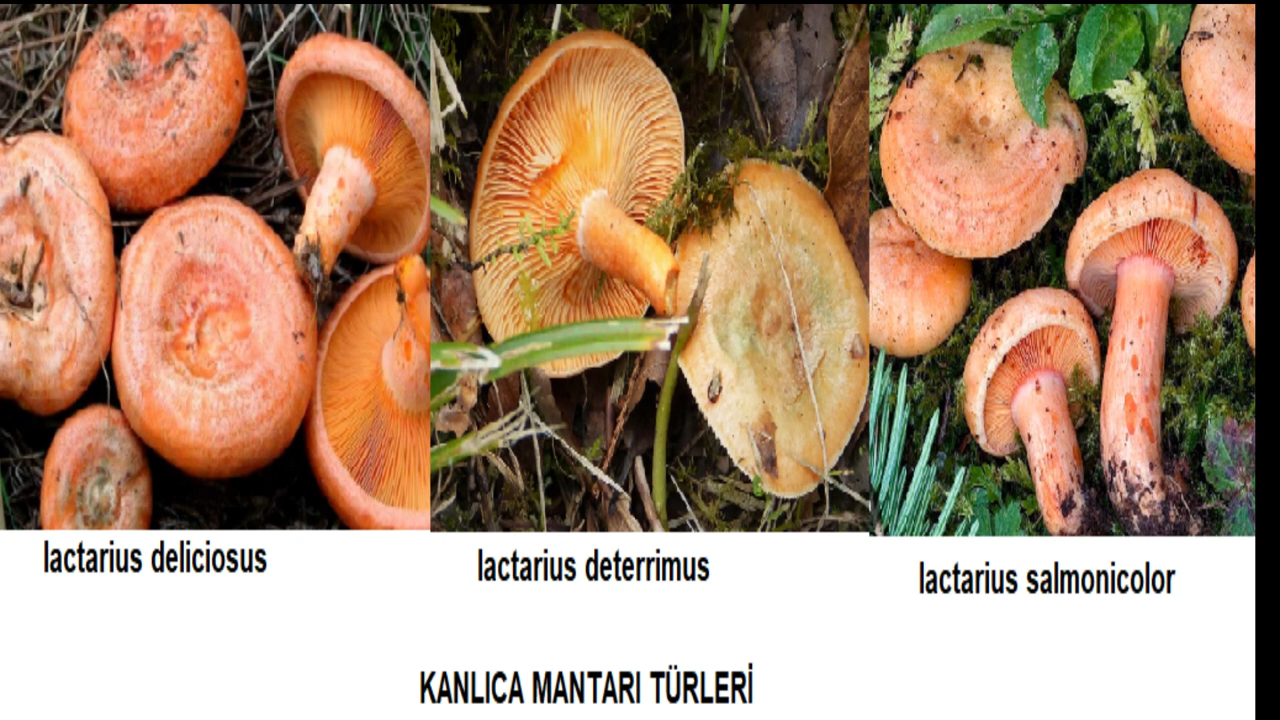 lactarius deliciosus
lactarius deterrimus
lactarius salmonicolor
KANLICA MANTARI TÜRLERİ